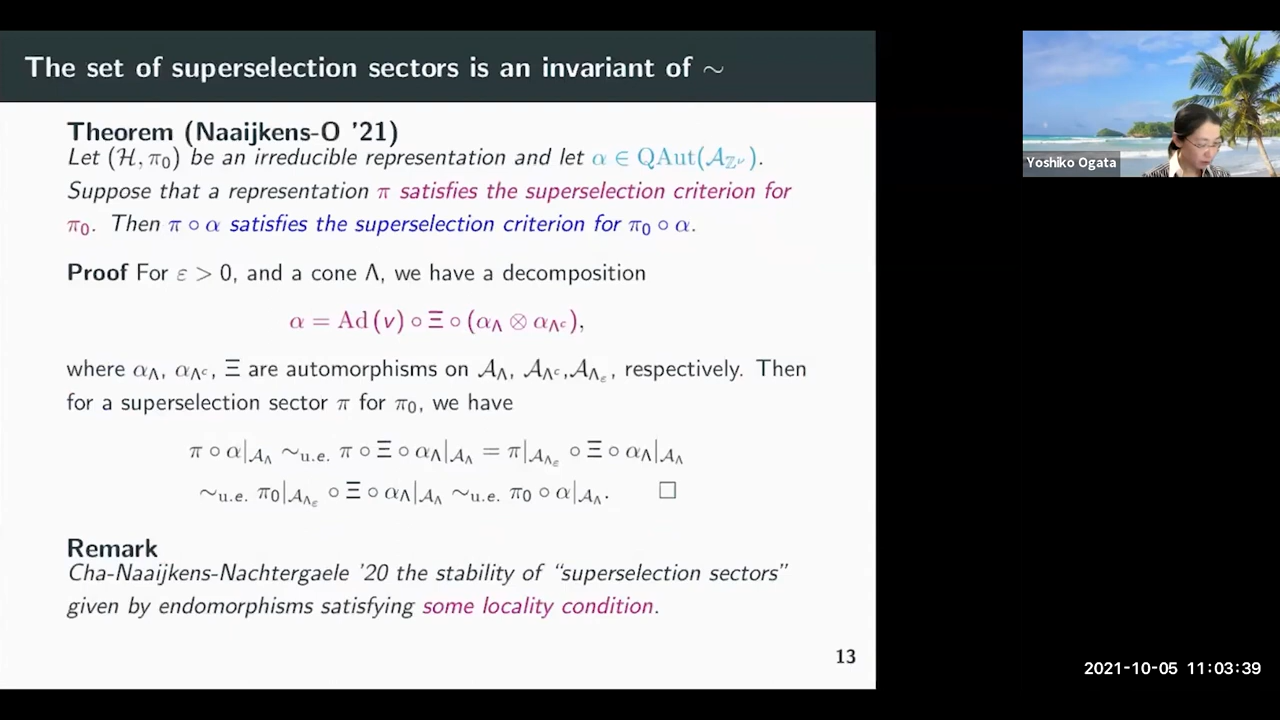 The set of superselection sectors is an invariant of ∼
Theorem (Naaijkens-O '21)
Let (ℋ, π₀) be an irreducible representation and let α ∈ QAut(𝒜_{ℤ^ν}).
Suppose that a representation π satisfies the superselection criterion for
π₀. Then π ∘ α satisfies the superselection criterion for π₀ ∘ α.
Proof For ε > 0, and a cone Λ, we have a decomposition
α = Ad (v) ∘ Ξ ∘ (α_Λ ⊗ α_{Λ^c}),
where α_Λ, α_{Λ^c}, Ξ are automorphisms on 𝒜_Λ, 𝒜_{Λ^c},𝒜_{Λ_ε}, respectively. Then
for a superselection sector π for π₀, we have
π ∘ α|_{𝒜_Λ} ∼_{u.e.} π ∘ Ξ ∘ α_Λ|_{𝒜_Λ} = π|_{𝒜_{Λ_ε}} ∘ Ξ ∘ α_Λ|_{𝒜_Λ}
∼_{u.e.} π₀|_{𝒜_{Λ_ε}} ∘ Ξ ∘ α_Λ|_{𝒜_Λ} ∼_{u.e.} π₀ ∘ α|_{𝒜_Λ}. □
Remark
Cha-Naaijkens-Nachtergaele '20 the stability of “superselection sectors”
given by endomorphisms satisfying some locality condition.
13
Yoshiko Ogata
2021-10-05 11:03:39